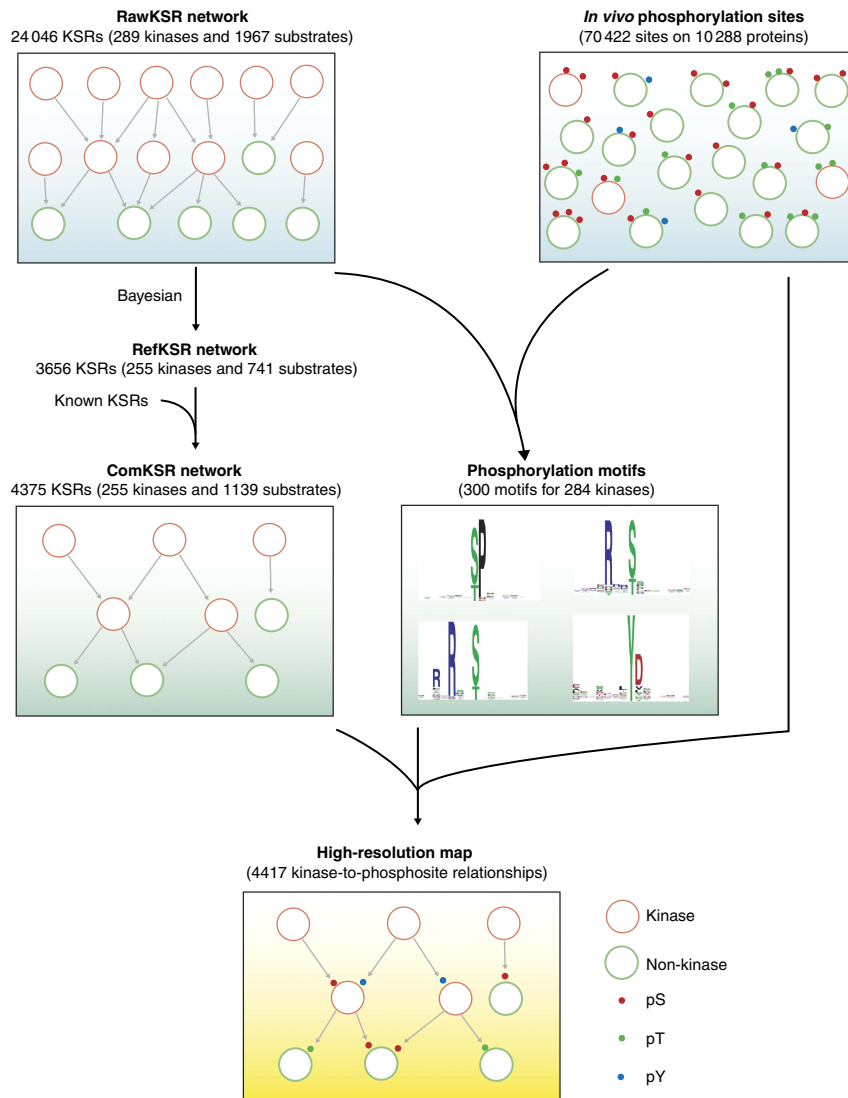 RawKSR network
24 046 KSRs (289 kinases and 1967 substrates)
In vivo phosphorylation sites
(70 422 sites on 10 288 proteins)
Bayesian
RefKSR network
3656 KSRs (255 kinases and 741 substrates)
Known KSRs
ComKSR network
4375 KSRs (255 kinases and 1139 substrates)
Phosphorylation motifs
(300 motifs for 284 kinases)
S P
T
R S
T
R R S
T
Y D
High-resolution map
(4417 kinase-to-phosphosite relationships)
Kinase
Non-kinase
pS
pT
pY